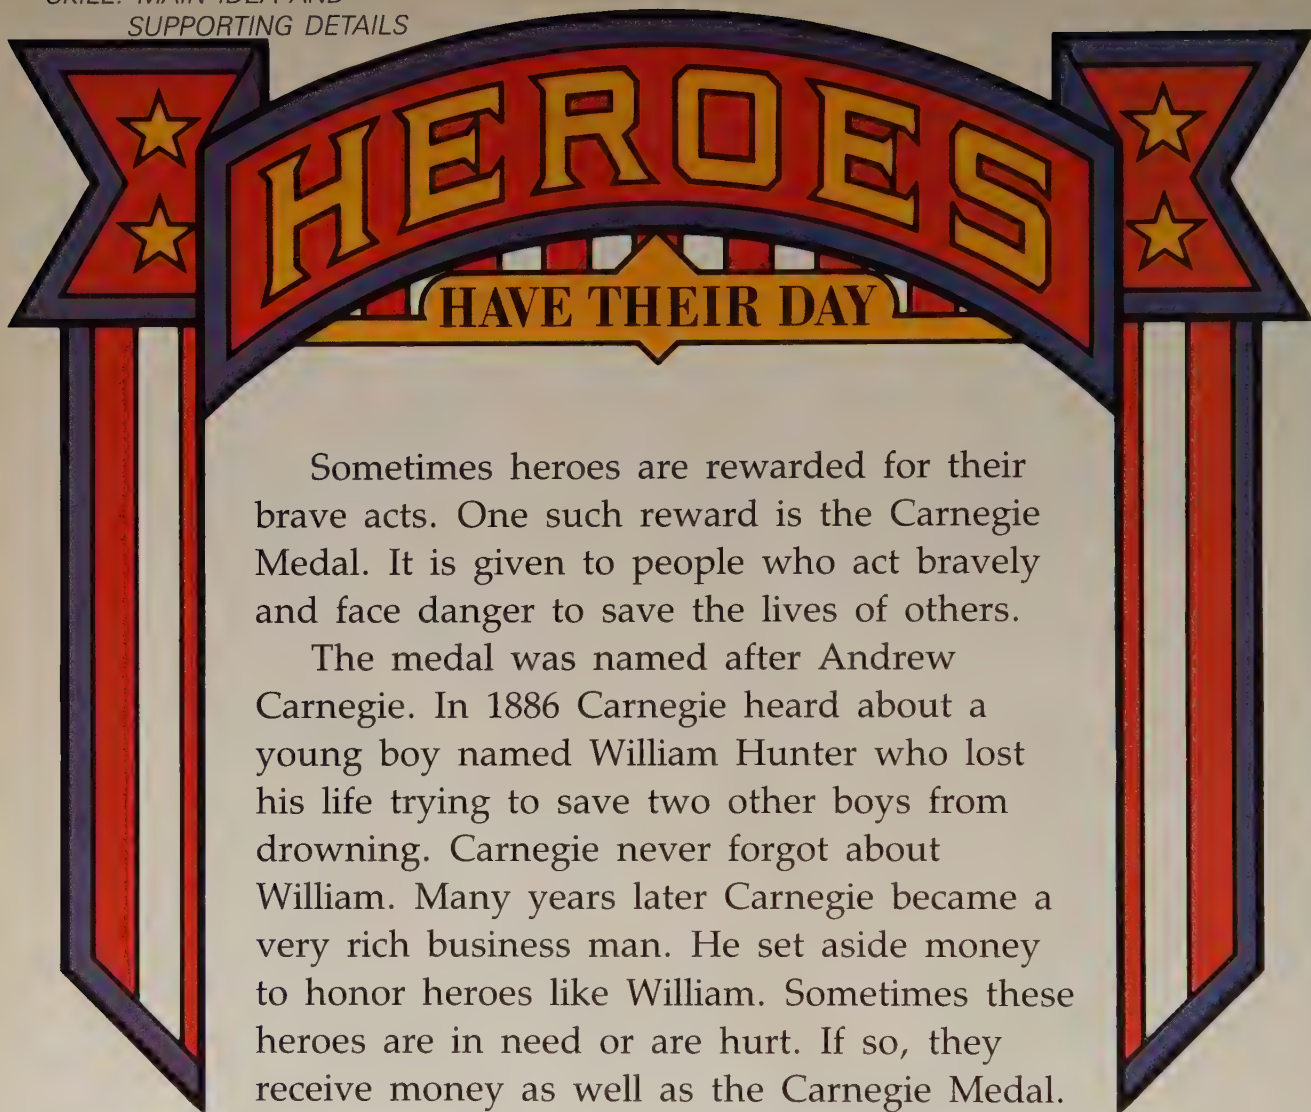 SKILL: MAIN IDEA AND
SUPPORTING DETAILS
HEROES
HAVE THEIR DAY
Sometimes heroes are rewarded for their
brave acts. One such reward is the Carnegie
Medal. It is given to people who act bravely
and face danger to save the lives of others.
The medal was named after Andrew
Carnegie. In 1886 Carnegie heard about a
young boy named William Hunter who lost
his life trying to save two other boys from
drowning. Carnegie never forgot about
William. Many years later Carnegie became a
very rich business man. He set aside money
to honor heroes like William. Sometimes these
heroes are in need or are hurt. If so, they
receive money as well as the Carnegie Medal.